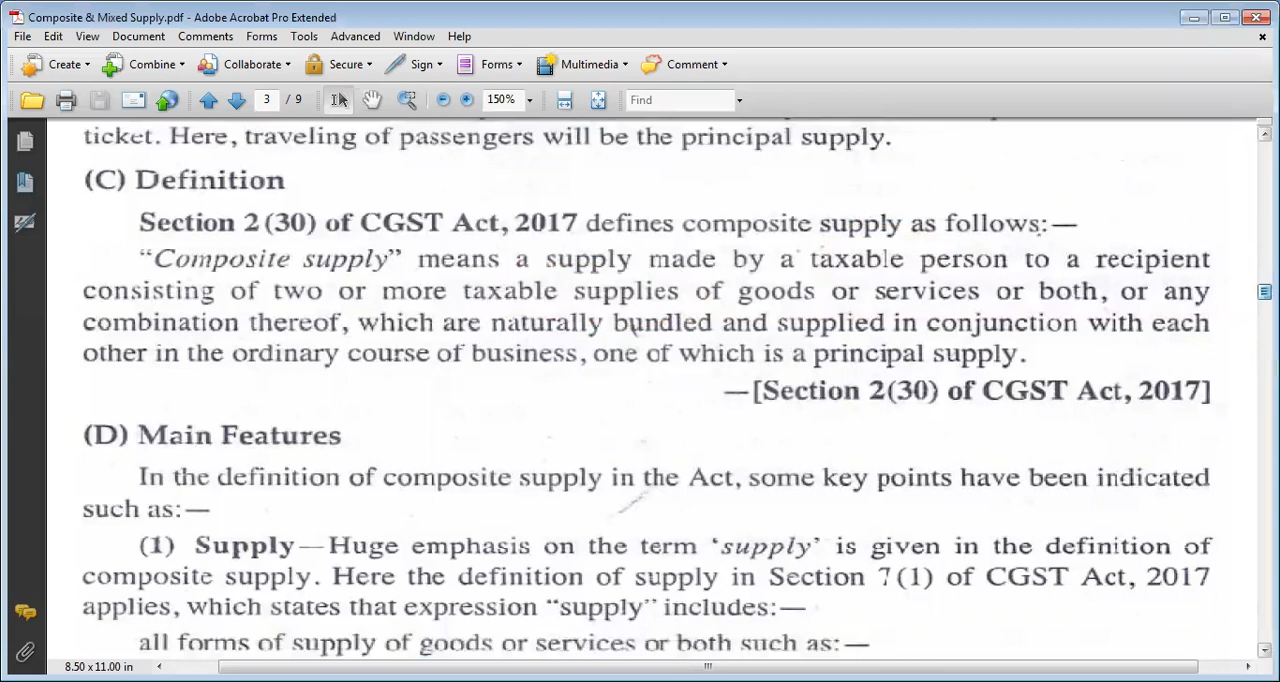 Composite & Mixed Supply.pdf - Adobe Acrobat Pro Extended
File Edit View Document Comments Forms Tools Advanced Window Help
Create Combine Collaborate Secure Sign Forms Multimedia Comment
3 / 9 150% Find
ticket. Here, traveling of passengers will be the principal supply.
(C) Definition
Section 2 (30) of CGST Act, 2017 defines composite supply as follows:—
“Composite supply” means a supply made by a taxable person to a recipient
consisting of two or more taxable supplies of goods or services or both, or any
combination thereof, which are naturally bundled and supplied in conjunction with each
other in the ordinary course of business, one of which is a principal supply.
—[Section 2(30) of CGST Act, 2017]
(D) Main Features
In the definition of composite supply in the Act, some key points have been indicated
such as:—
(1) Supply—Huge emphasis on the term ‘supply’ is given in the definition of
composite supply. Here the definition of supply in Section 7(1) of CGST Act, 2017
applies, which states that expression “supply” includes:—
all forms of supply of goods or services or both such as:—
8.50 x 11.00 in